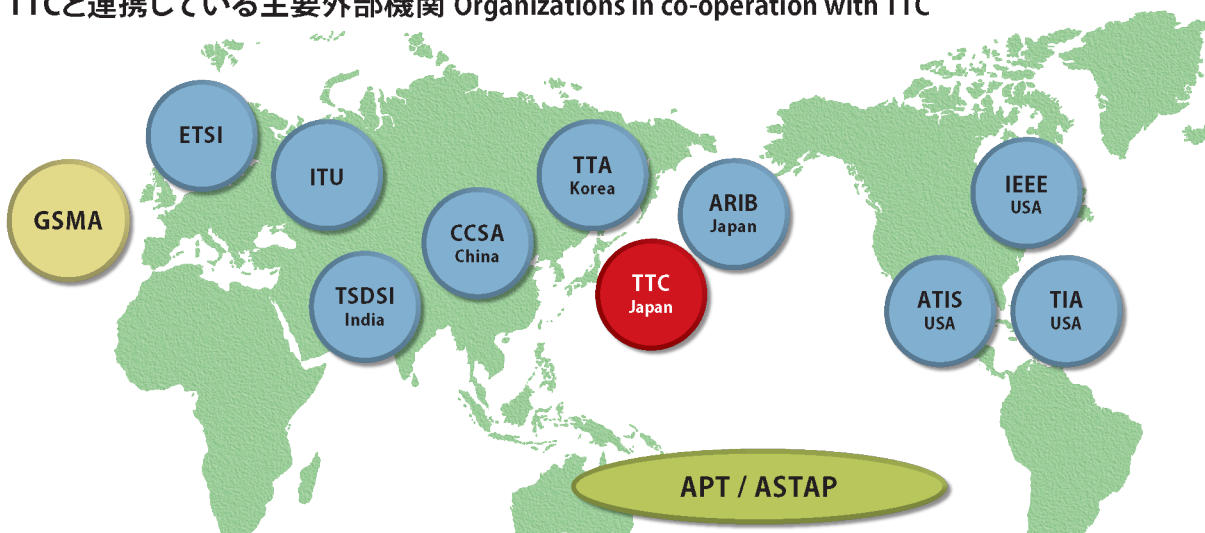 TTCと連携している主要外部機関 Organizations in co-operation with TTC
ETSI
ITU
GSMA
TTA
Korea
ARIB
Japan
CCSA
China
TSDSI
India
TTC
Japan
IEEE
USA
ATIS
USA
TIA
USA
APT / ASTAP